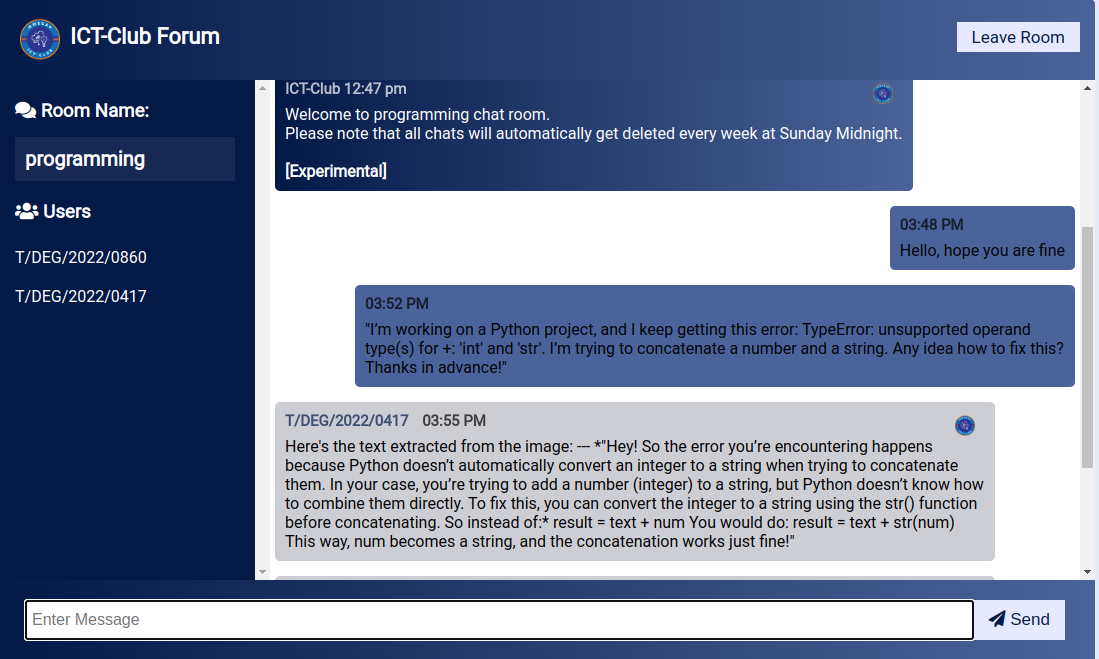 ICT-Club Forum
Leave Room
Room Name:
programming
Users
T/DEG/2022/0860
T/DEG/2022/0417
ICT-Club 12:47 pm
Welcome to programming chat room.
Please note that all chats will automatically get deleted every week at Sunday Midnight.
[Experimental]
03:48 PM
Hello, hope you are fine
03:52 PM
"I’m working on a Python project, and I keep getting this error: TypeError: unsupported operand
type(s) for +: 'int' and 'str'. I’m trying to concatenate a number and a string. Any idea how to fix this?
Thanks in advance!"
T/DEG/2022/0417 03:55 PM
Here's the text extracted from the image: --- *"Hey! So the error you’re encountering happens
because Python doesn’t automatically convert an integer to a string when trying to concatenate
them. In your case, you’re trying to add a number (integer) to a string, but Python doesn’t know how
to combine them directly. To fix this, you can convert the integer to a string using the str() function
before concatenating. So instead of:* result = text + num You would do: result = text + str(num)
This way, num becomes a string, and the concatenation works just fine!"
Enter Message
Send